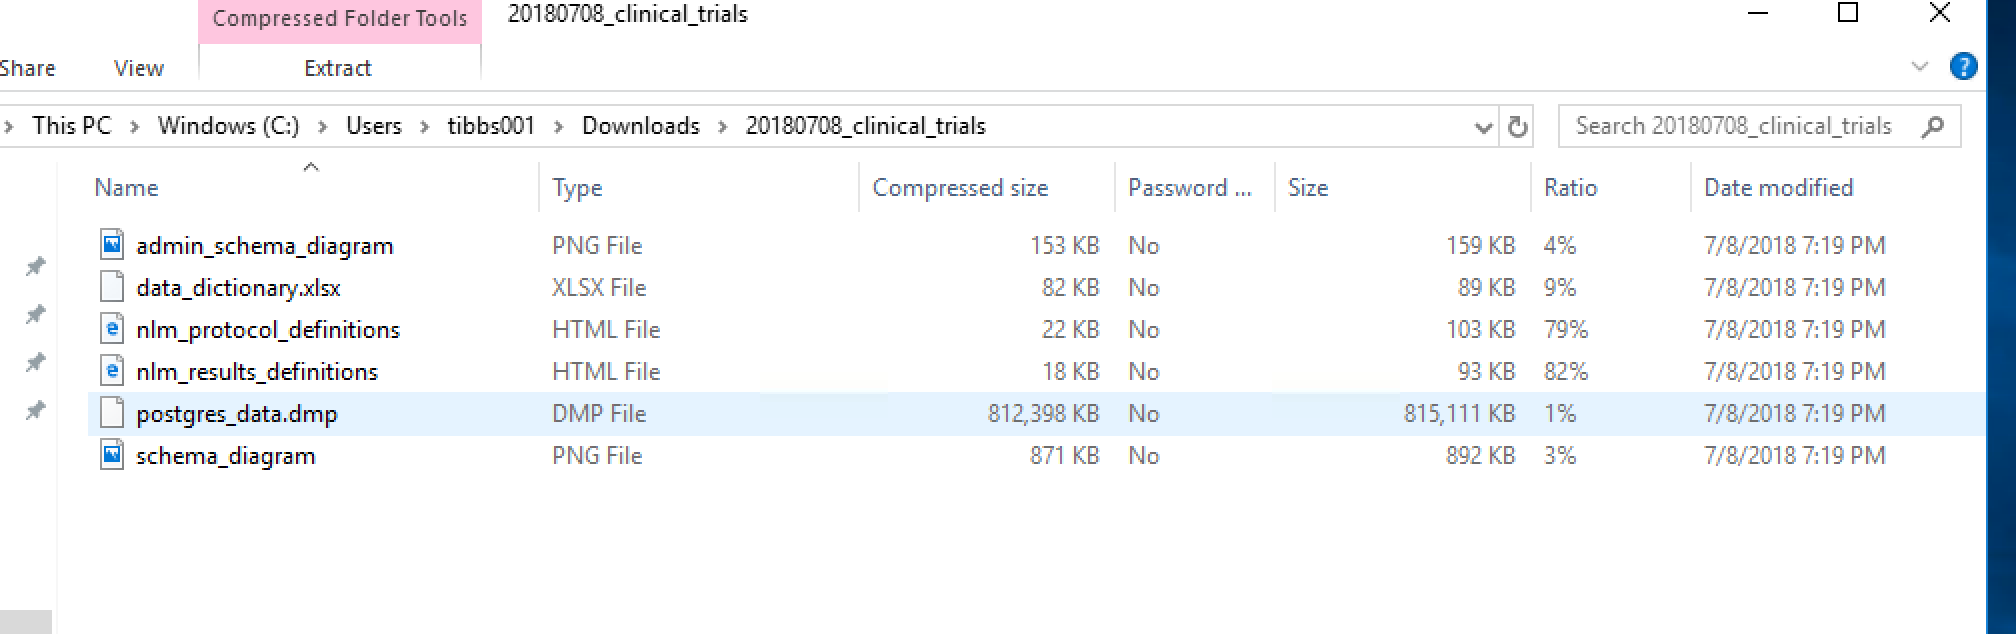 Compressed Folder Tools 20180708_clinical_trials
Share View Extract
This PC Windows (C:) Users tibbs001 Downloads 20180708_clinical_trials Search 20180708_clinical_trials
Name Type Compressed size Password ... Size Ratio Date modified
admin_schema_diagram PNG File 153 KB No 159 KB 4% 7/8/2018 7:19 PM
data_dictionary.xlsx XLSX File 82 KB No 89 KB 9% 7/8/2018 7:19 PM
nlm_protocol_definitions HTML File 22 KB No 103 KB 79% 7/8/2018 7:19 PM
nlm_results_definitions HTML File 18 KB No 93 KB 82% 7/8/2018 7:19 PM
postgres_data.dmp DMP File 812,398 KB No 815,111 KB 1% 7/8/2018 7:19 PM
schema_diagram PNG File 871 KB No 892 KB 3% 7/8/2018 7:19 PM